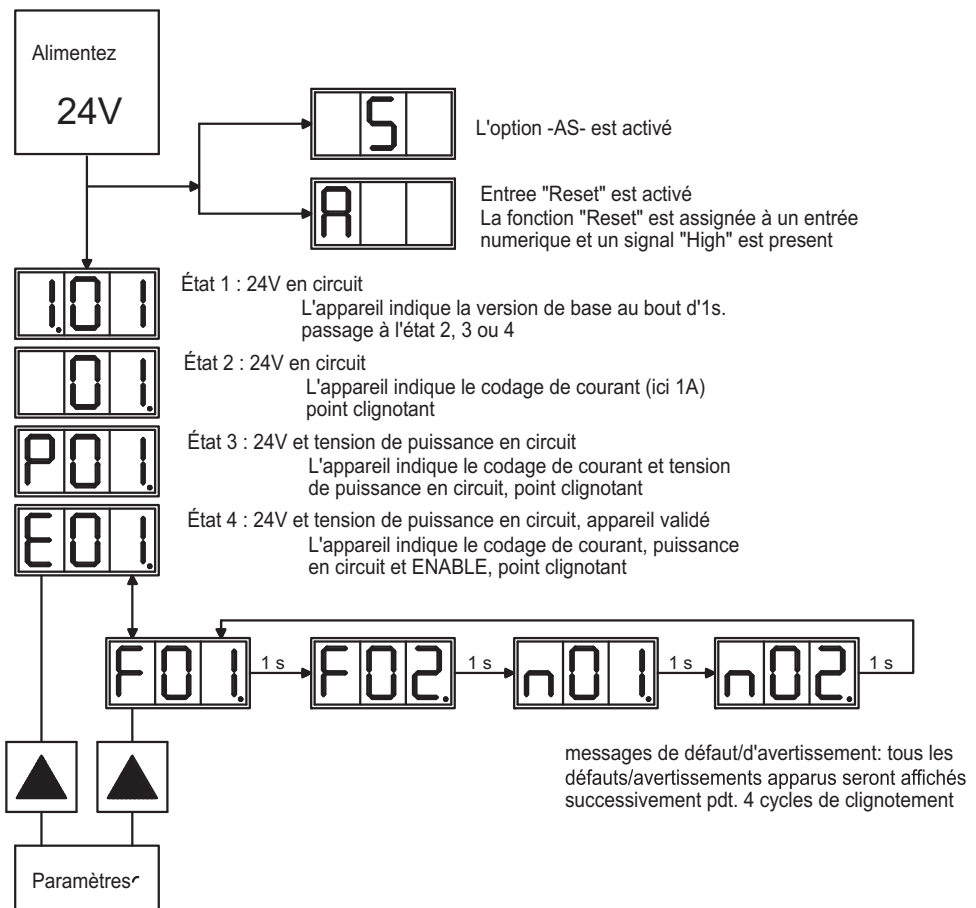 Alimentez
24V
S
L'option -AS- est activé
A
Entree "Reset" est activé
La fonction "Reset" est assignée à un entrée
numerique et un signal "High" est present
1.01
État 1 : 24V en circuit
L'appareil indique la version de base au bout d'1s.
passage à l'état 2, 3 ou 4
01.
État 2 : 24V en circuit
L'appareil indique le codage de courant (ici 1A)
point clignotant
P01.
État 3 : 24V et tension de puissance en circuit
L'appareil indique le codage de courant et tension
de puissance en circuit, point clignotant
E01.
État 4 : 24V et tension de puissance en circuit, appareil validé
L'appareil indique le codage de courant, puissance
en circuit et ENABLE, point clignotant
F01. 1 s F02. 1 s n01. 1 s n02. 1 s
messages de défaut/d'avertissement: tous les
défauts/avertissements apparus seront affichés
successivement pdt. 4 cycles de clignotement
Paramètres